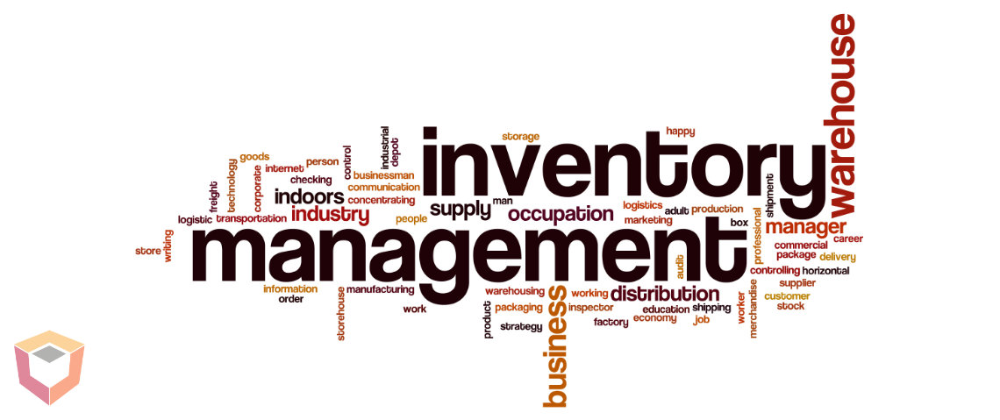 warehouse
inventory
happy
storage
industrial
depot
control
goods
person
internet
businessman
technology
corporate
checking
communication
freight
indoors
concentrating
man
shipment
supply
logistics
adult
production
logistic
transportation
industry
people
occupation
marketing
box
professional
manager
management
store
writing
career
commercial
package
delivery
audit
controlling
horizontal
information
order
storehouse
manufacturing
work
warehousing
business
working
distribution
worker
merchandise
supplier
customer
stock
product
packaging
strategy
inspector
factory
education
economy
shipping
job